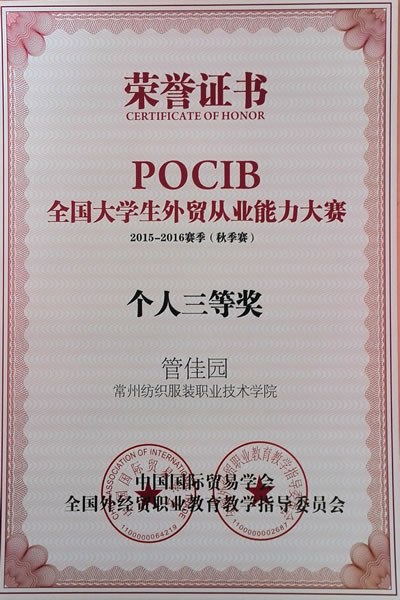 荣誉证书
CERTIFICATE OF HONOR
POCIB
全国大学生外贸从业能力大赛
2015-2016赛季（秋季赛）
个人三等奖
管佳园
常州纺织服装职业技术学院
中国国际贸易学会
全国外经贸职业教育教学指导委员会